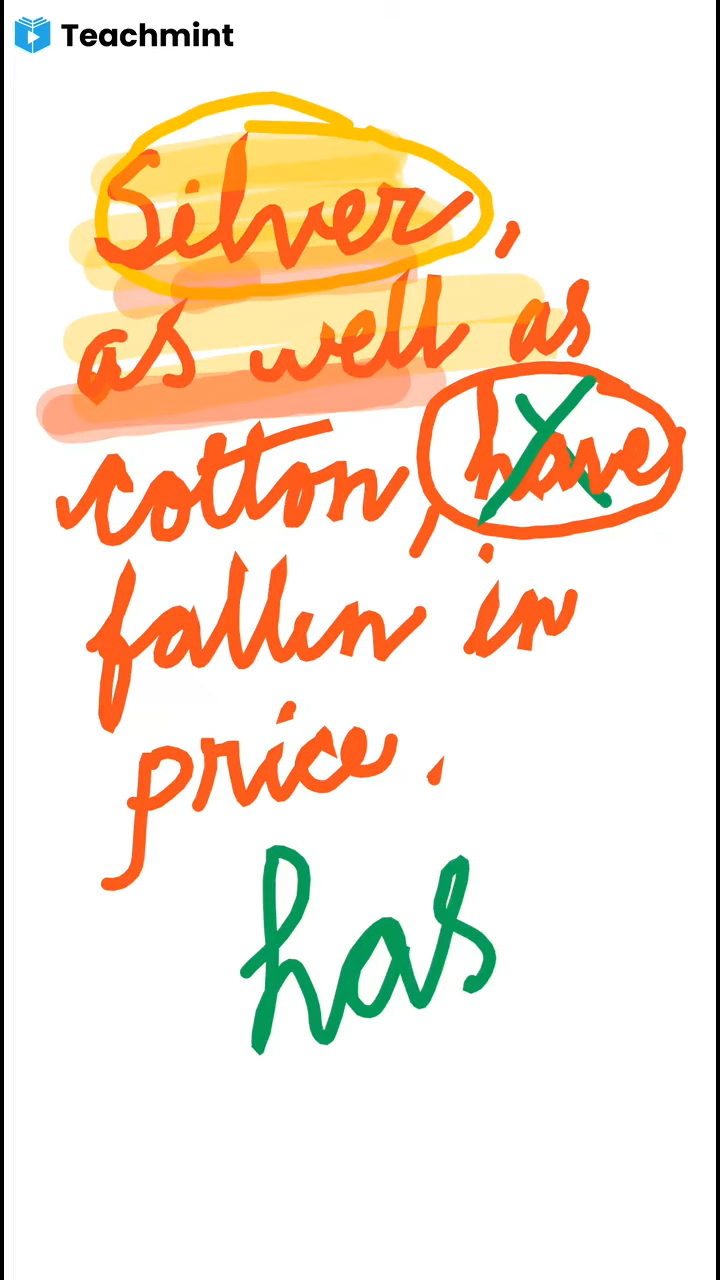 Teachmint
Silver,
as well as
cotton, have
fallen in
price.
has